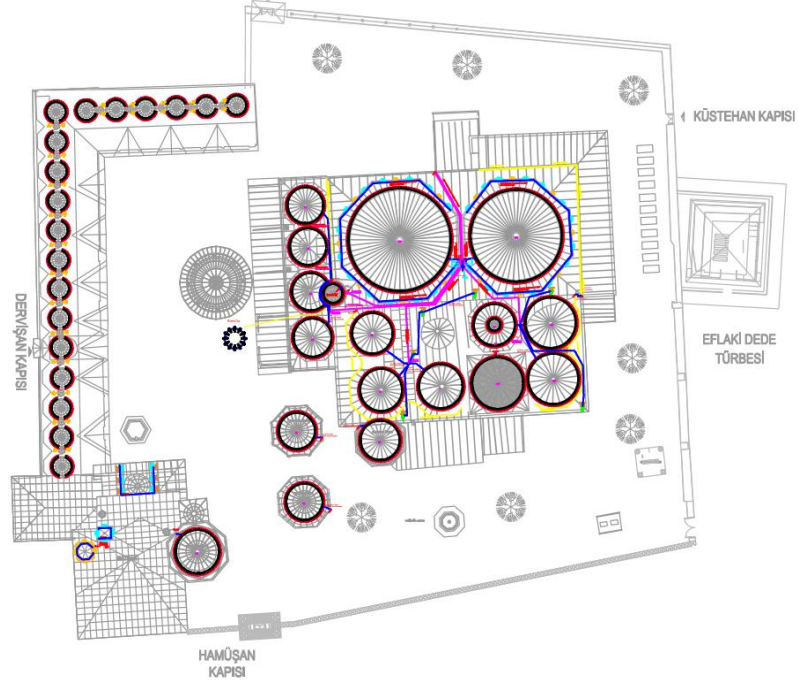 KÜSTEHAN KAPISI
DERVİŞAN KAPISI
EFLAKİ DEDE
TÜRBESİ
HAMÛŞAN
KAPISI